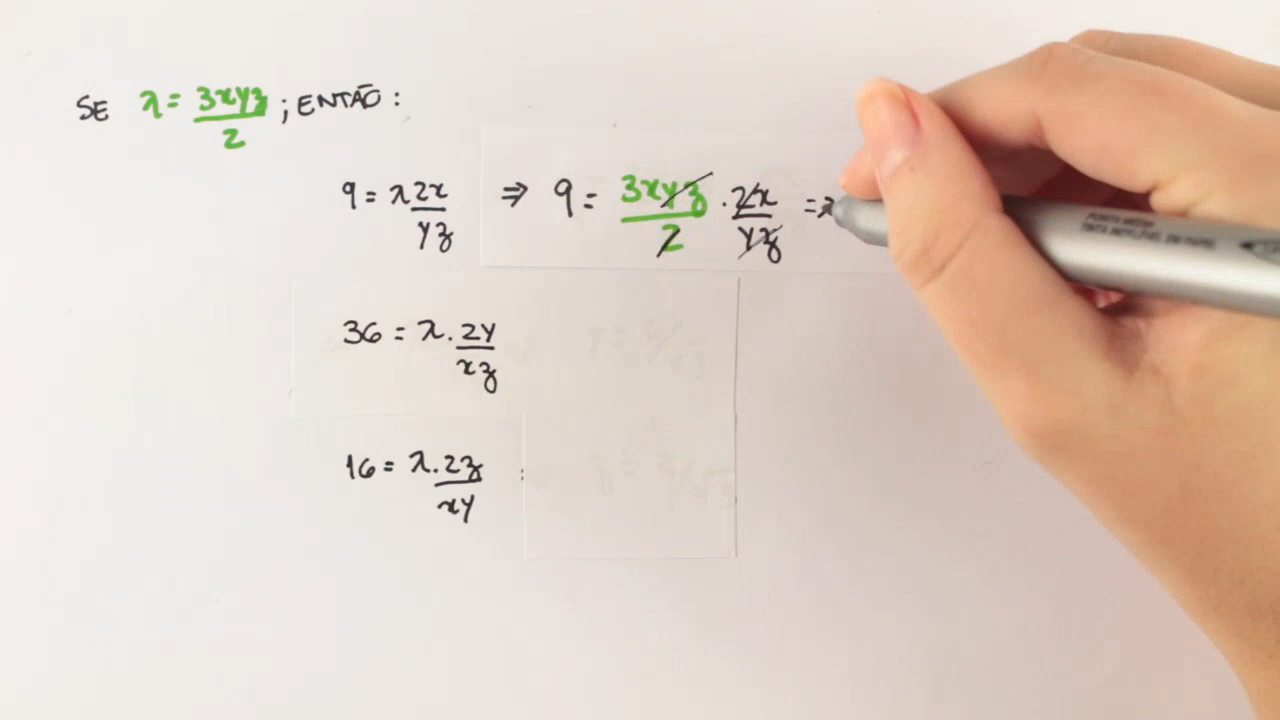 SE λ = 3xyz/2 ; ENTÃO :
9 = λ 2x/yz ⇒ 9 = 3xyz/2 · 2x/yz =
36 = λ . 2y/xz
16 = λ . 2z/xy :